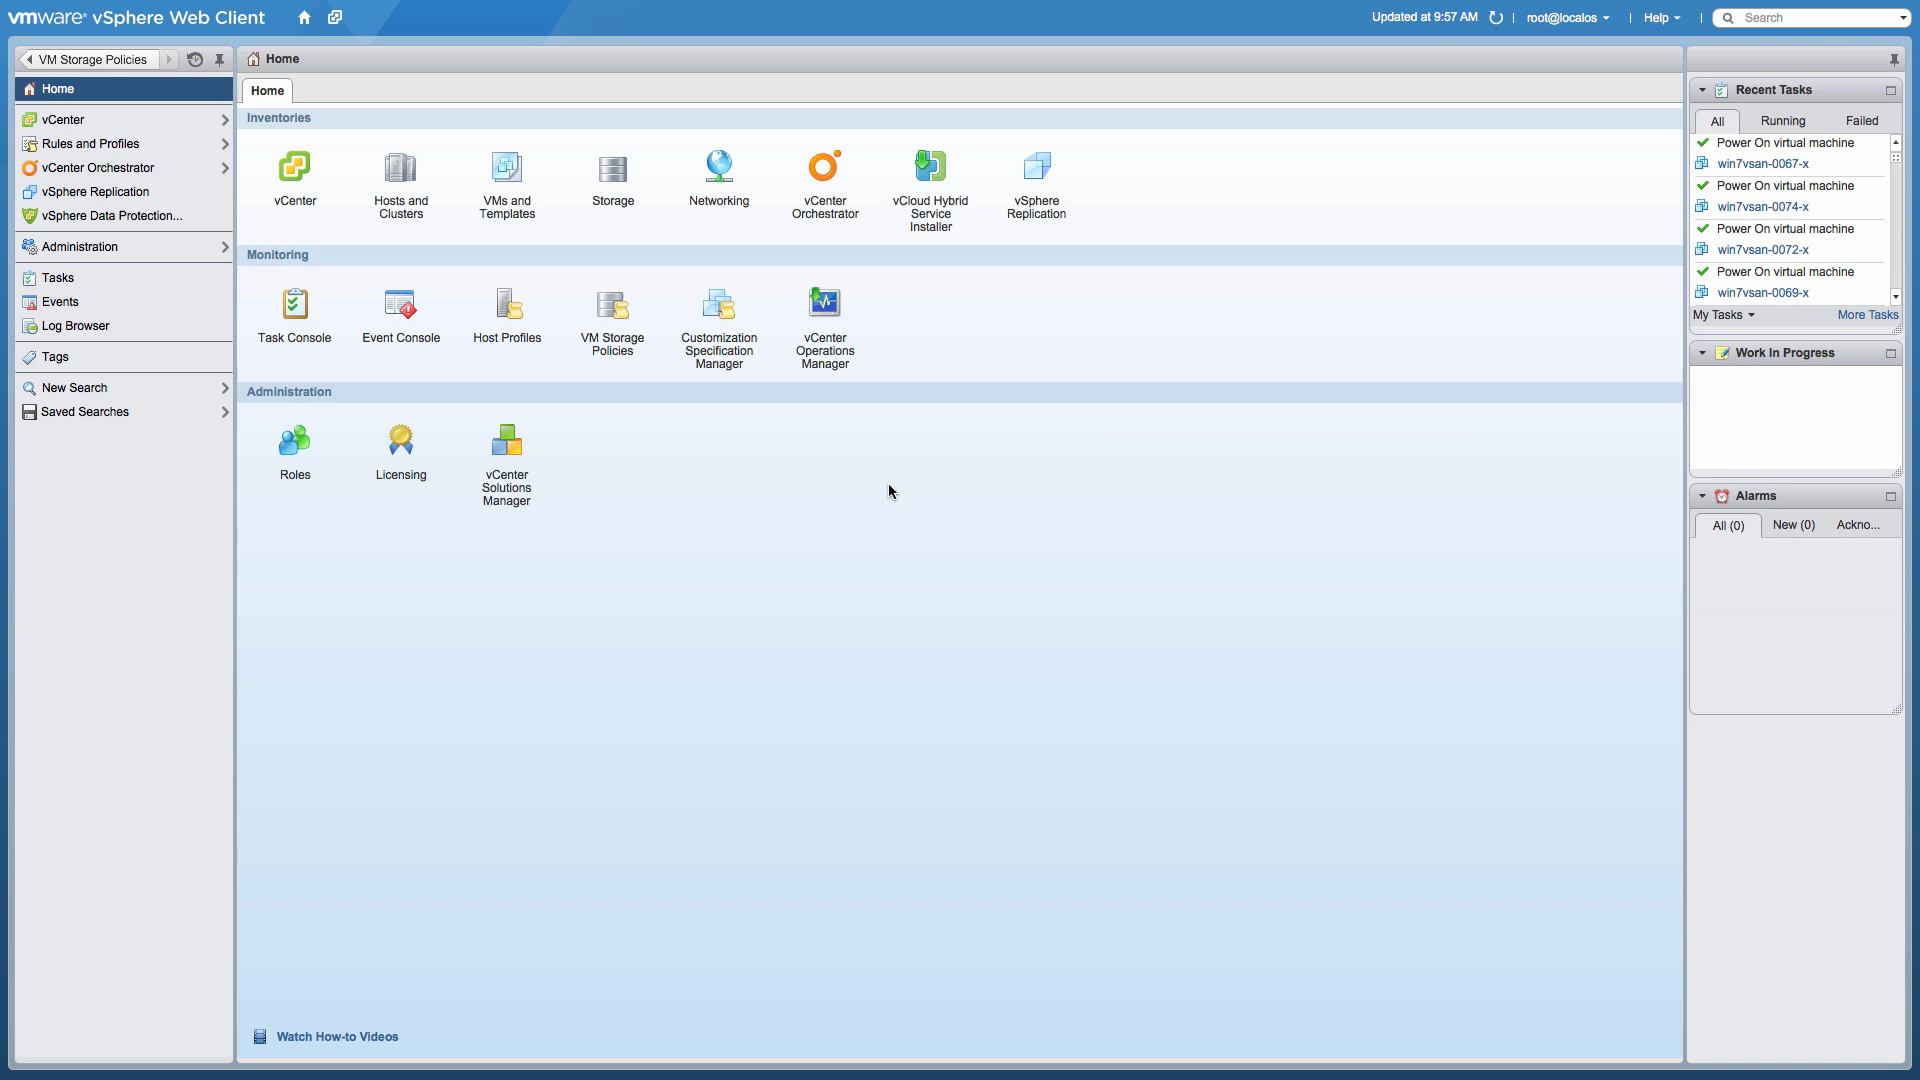 vmware® vSphere Web Client
Updated at 9:57 AM
root@localos
Help
Search
VM Storage Policies
Home
vCenter
Rules and Profiles
vCenter Orchestrator
vSphere Replication
vSphere Data Protection...
Administration
Tasks
Events
Log Browser
Tags
New Search
Saved Searches
Home
Home
Inventories
vCenter
Hosts and
Clusters
VMs and
Templates
Storage
Networking
vCenter
Orchestrator
vCloud Hybrid
Service
Installer
vSphere
Replication
Monitoring
Task Console
Event Console
Host Profiles
VM Storage
Policies
Customization
Specification
Manager
vCenter
Operations
Manager
Administration
Roles
Licensing
vCenter
Solutions
Manager
Watch How-to Videos
Recent Tasks
All Running Failed
Power On virtual machine
win7vsan-0067-x
Power On virtual machine
win7vsan-0074-x
Power On virtual machine
win7vsan-0072-x
Power On virtual machine
win7vsan-0069-x
My Tasks More Tasks
Work In Progress
Alarms
All (0) New (0) Ackno...